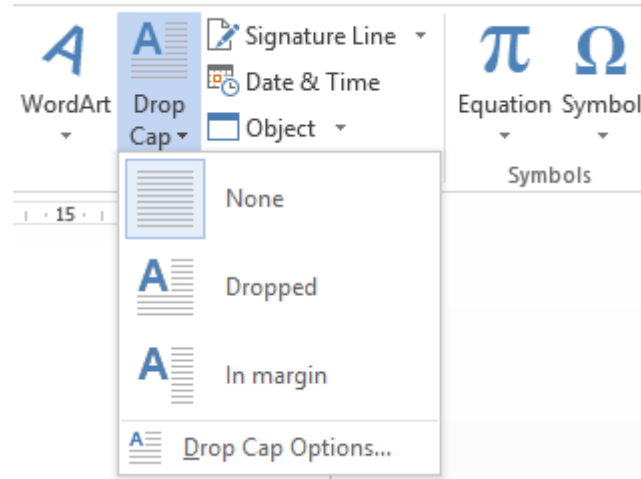 WordArt
Drop
Cap
Signature Line
Date & Time
Object
Equation
Symbol
Symbols
15
None
Dropped
In margin
Drop Cap Options...